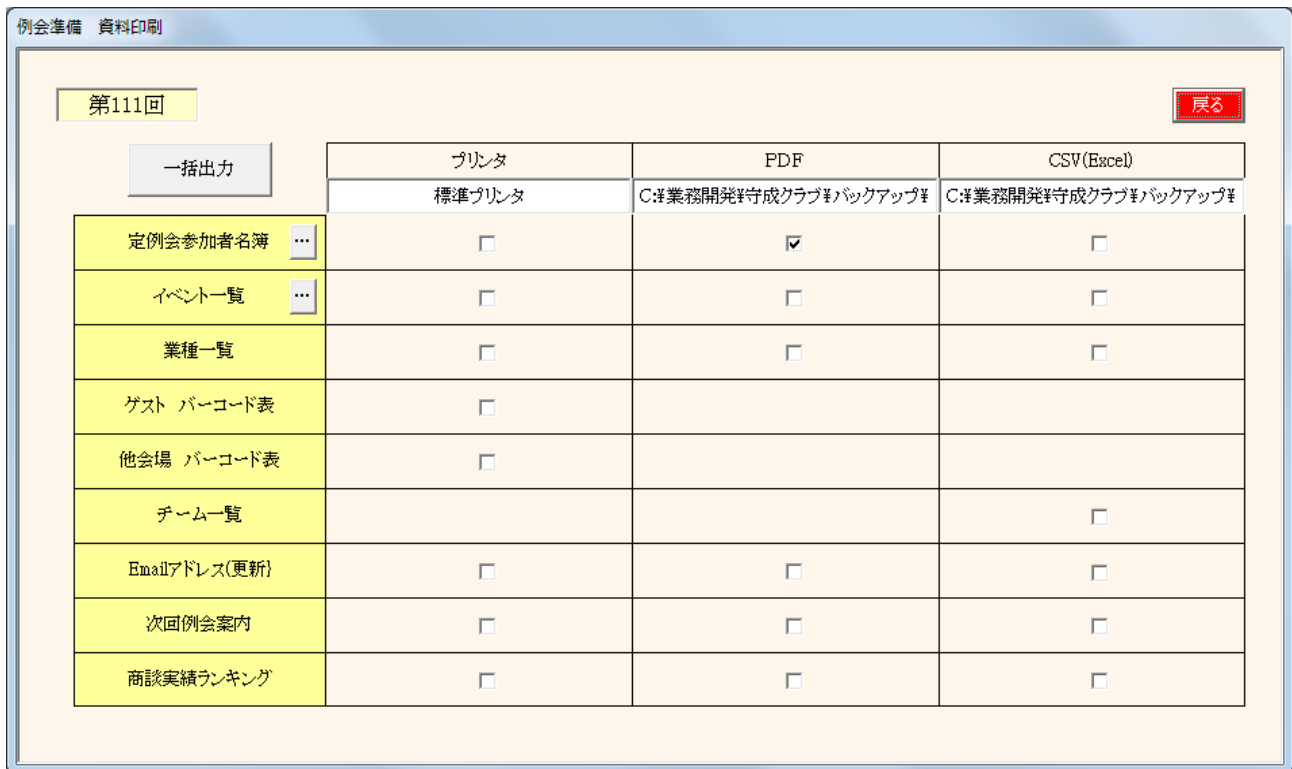 例会準備　資料印刷
第111回
戻る
一括出力
プリンタ
PDF
CSV(Excel)
標準プリンタ
C:¥業務開発¥守成クラブ¥バックアップ¥
C:¥業務開発¥守成クラブ¥バックアップ¥
定例会参加者名簿 ...
イベント一覧 ...
業種一覧
ゲスト　バーコード表
他会場　バーコード表
チーム一覧
Emailアドレス(更新}
次回例会案内
商談実績ランキング